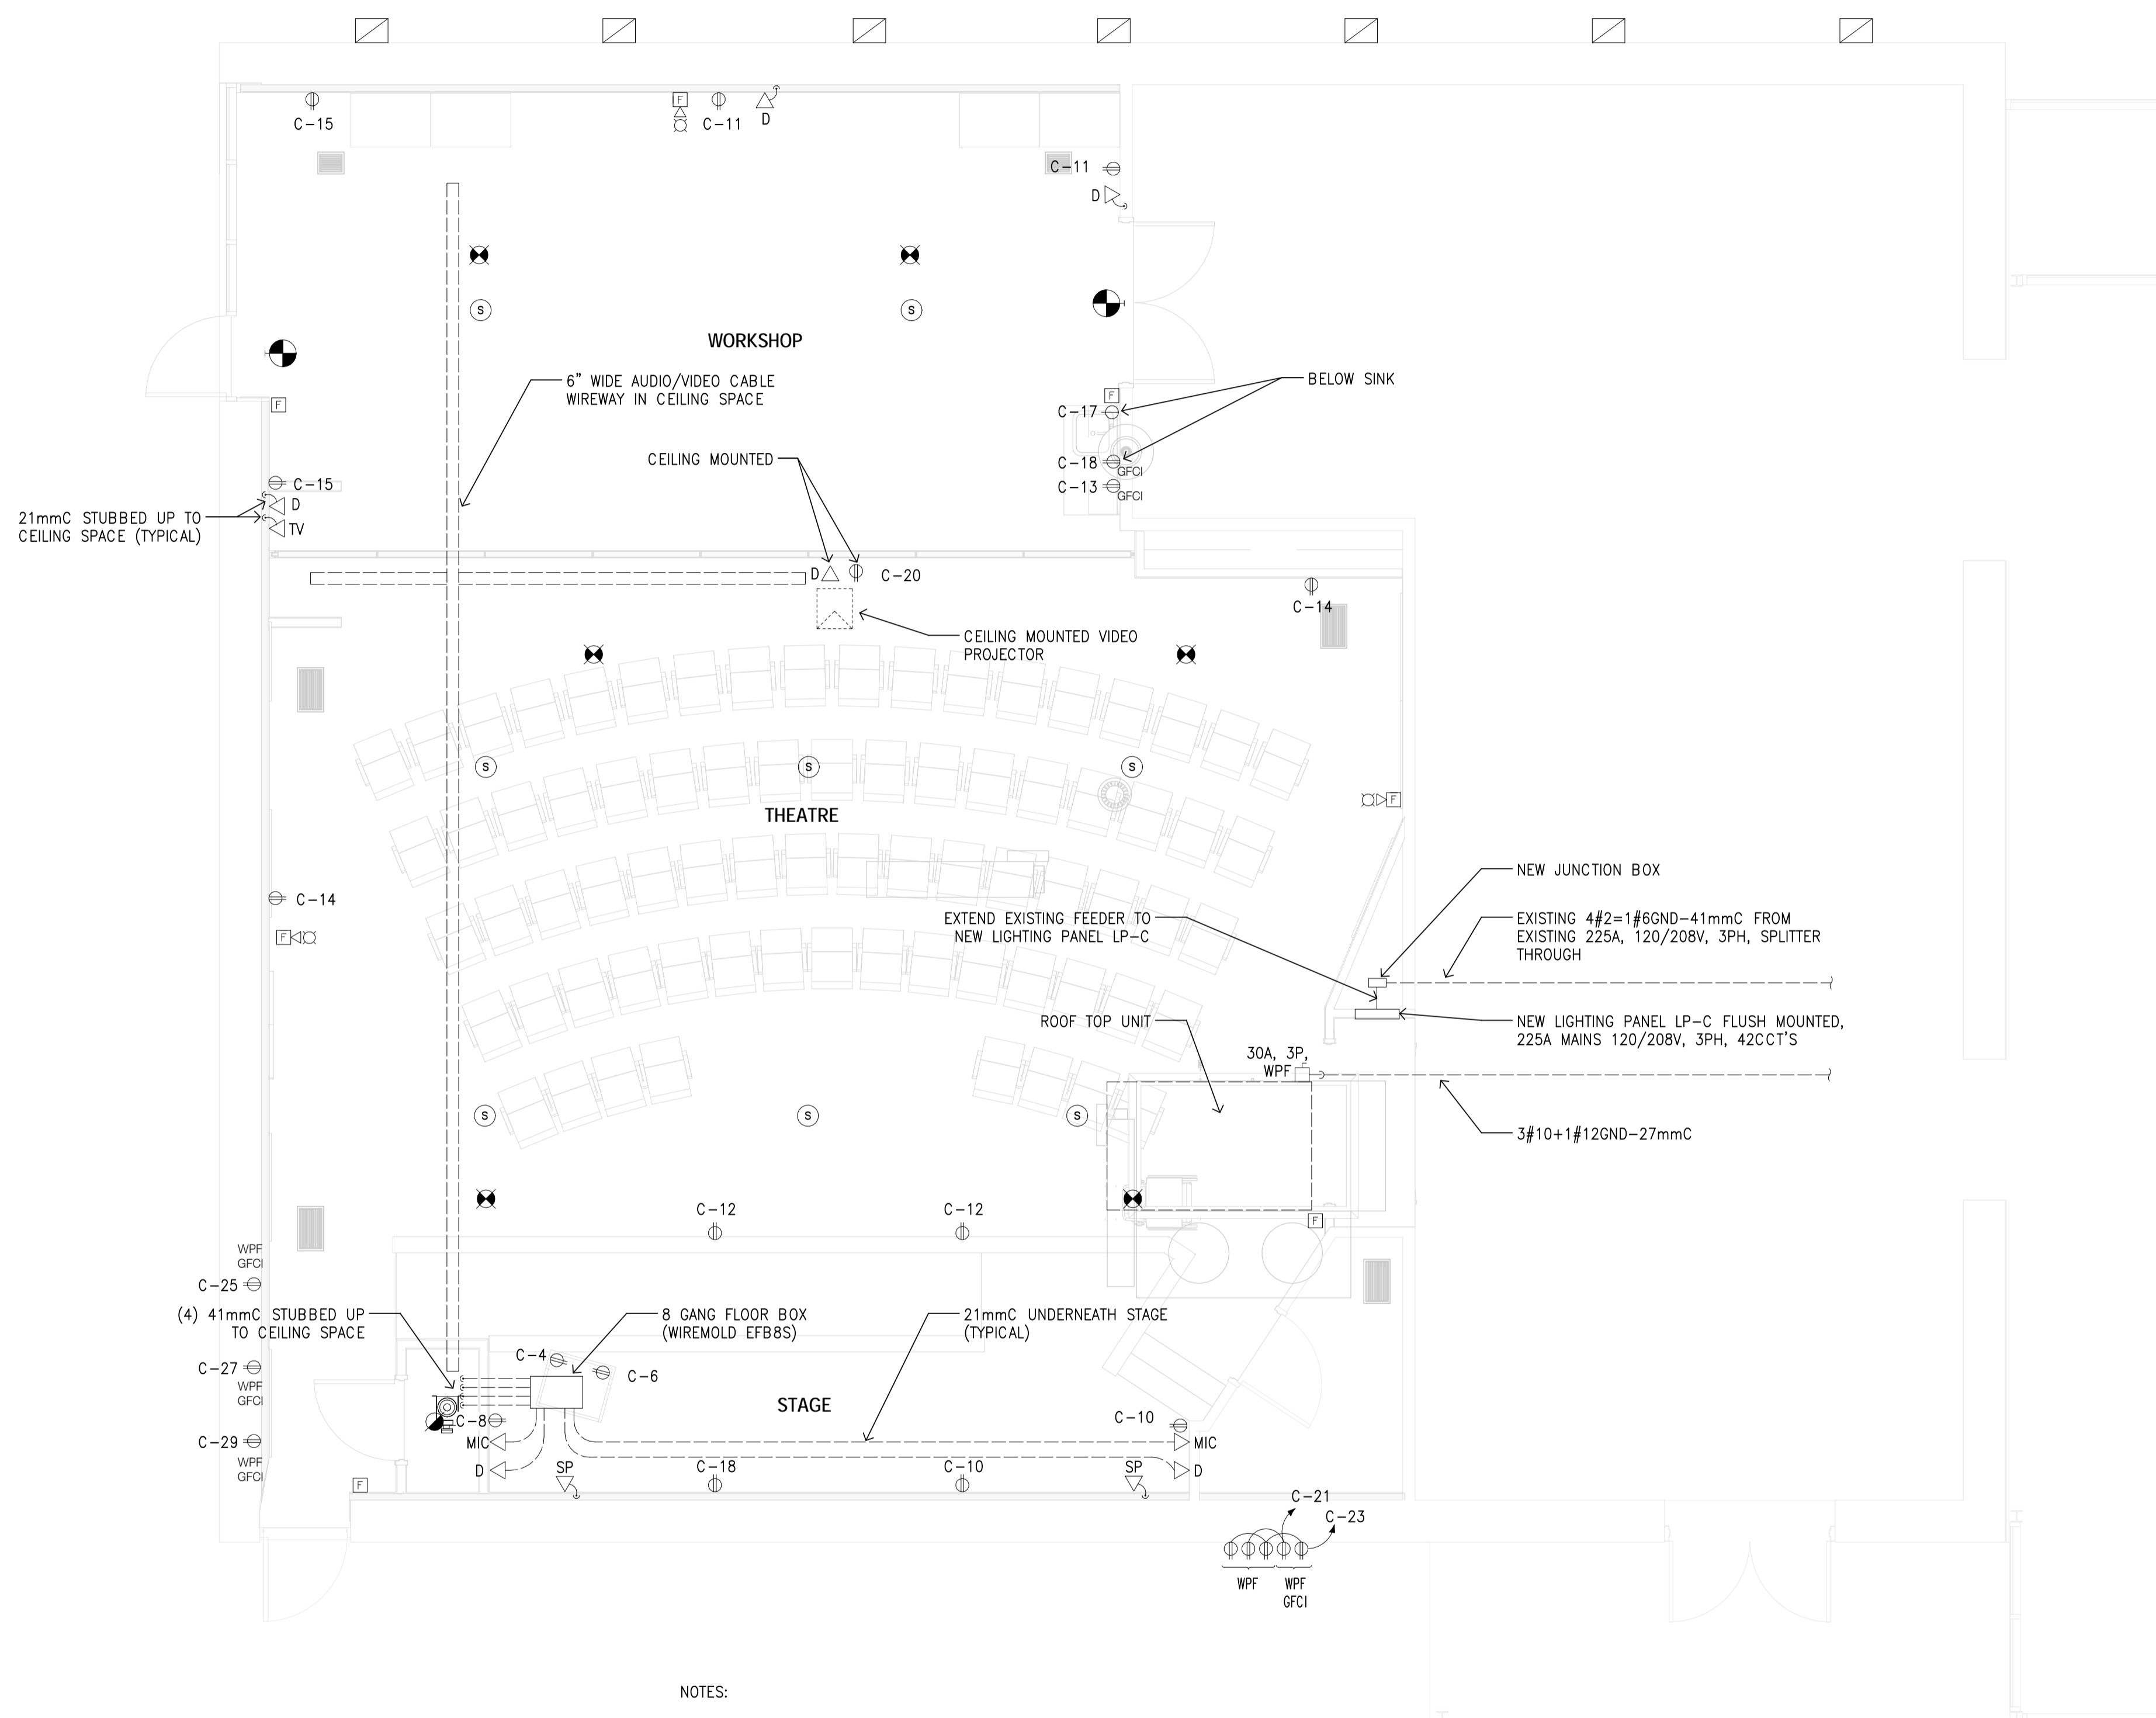 F
C-15
C-11
D
C-11
D
S
S
WORKSHOP
6" WIDE AUDIO/VIDEO CABLE
WIREWAY IN CEILING SPACE
BELOW SINK
F
F
C-17
CEILING MOUNTED
C-18
GFCI
C-13
GFCI
C-15
D
TV
21mmC STUBBED UP TO
CEILING SPACE (TYPICAL)
D
C-20
C-14
CEILING MOUNTED VIDEO
PROJECTOR
S
S
S
F
THEATRE
C-14
F
NEW JUNCTION BOX
EXTEND EXISTING FEEDER TO
NEW LIGHTING PANEL LP-C
EXISTING 4#2=1#6GND-41mmC FROM
EXISTING 225A, 120/208V, 3PH, SPLITTER
THROUGH
ROOF TOP UNIT
NEW LIGHTING PANEL LP-C FLUSH MOUNTED,
225A MAINS 120/208V, 3PH, 42CCT'S
30A, 3P,
WPF
S
S
S
3#10+1#12GND-27mmC
C-12
C-12
F
WPF
GFCI
C-25
(4) 41mmC STUBBED UP
TO CEILING SPACE
8 GANG FLOOR BOX
(WIREMOLD EFB8S)
21mmC UNDERNEATH STAGE
(TYPICAL)
C-4
C-6
C-27
WPF
GFCI
STAGE
C-8
C-10
C-29
MIC
MIC
WPF
GFCI
D
SP
C-18
C-10
SP
D
F
C-21
C-23
WPF
WPF
GFCI
NOTES: